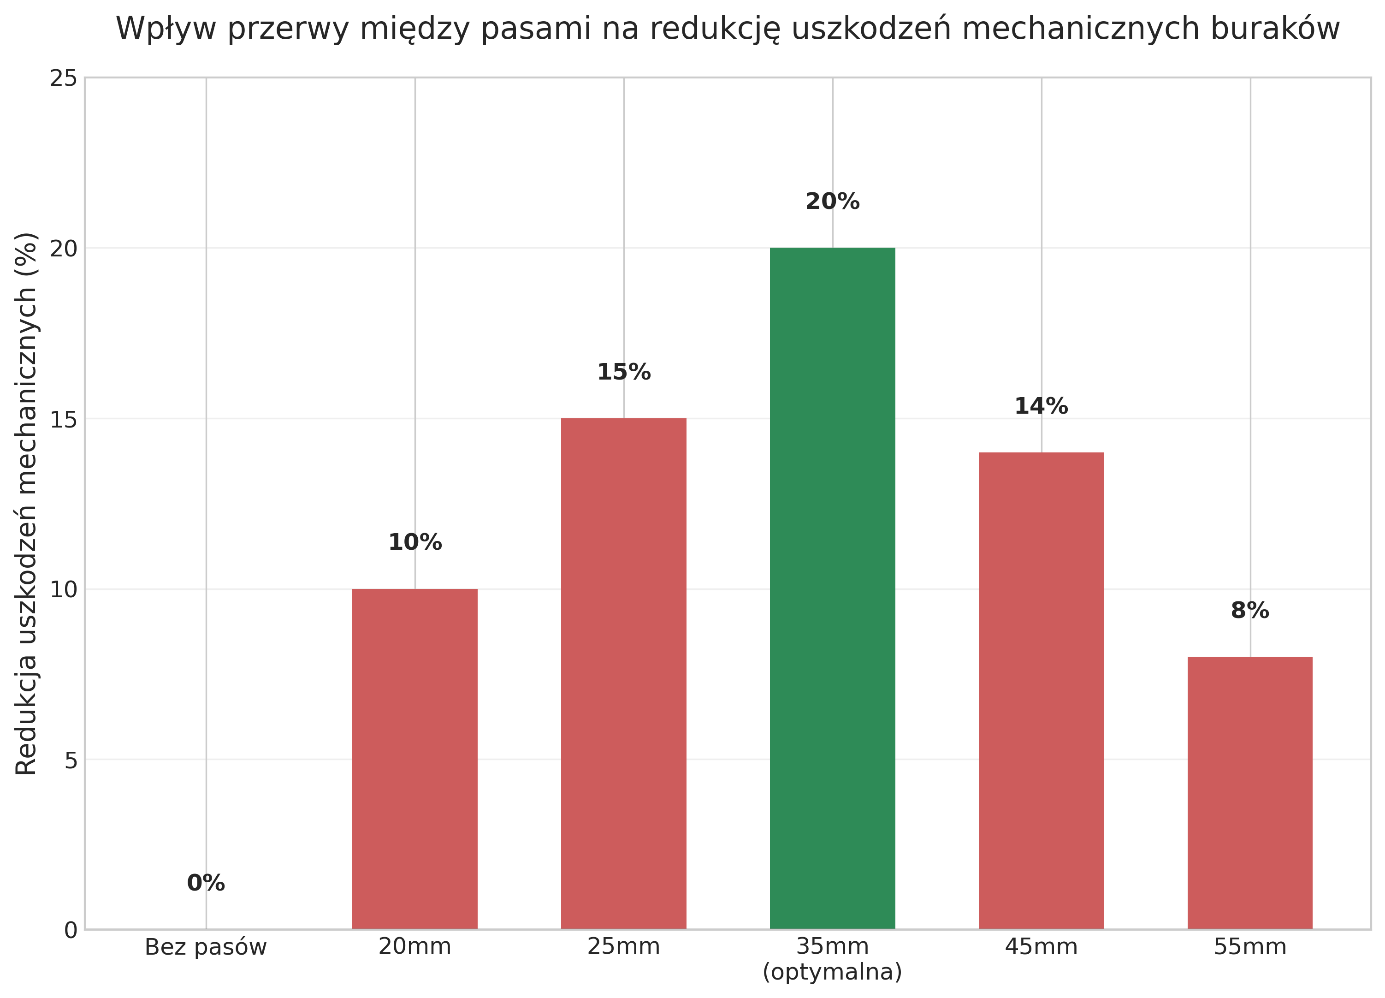 Wpływ przerwy między pasami na redukcję uszkodzeń mechanicznych buraków
Redukcja uszkodzeń mechanicznych (%)
25
20
15
10
5
0
0%
10%
15%
20%
14%
8%
Bez pasów
20mm
25mm
35mm
(optymalna)
45mm
55mm